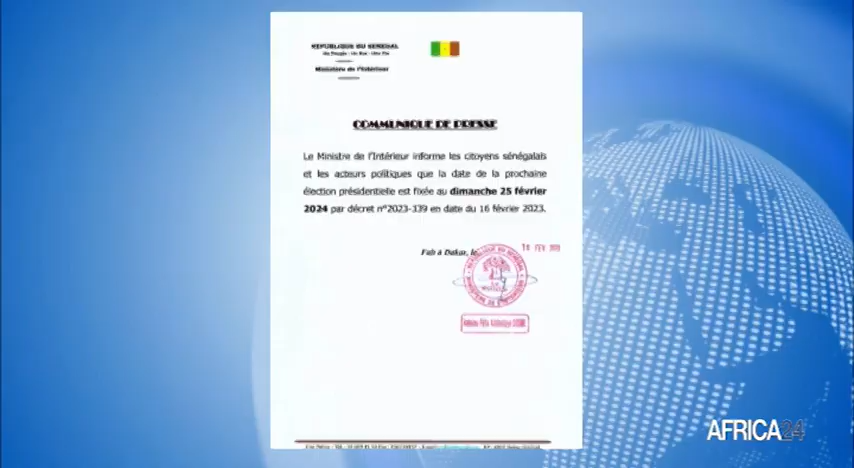 REPUBLIQUE DU SENEGAL
Un Peuple - Un But - Une Foi
Ministère de l'Intérieur
COMMUNIQUE DE PRESSE
Le Ministre de l'Intérieur informe les citoyens sénégalais
et les acteurs politiques que la date de la prochaine
élection présidentielle est fixée au dimanche 25 février
2024 par décret n°2023-339 en date du 16 février 2023.
Fait à Dakar, le
FEV
AFRICA24